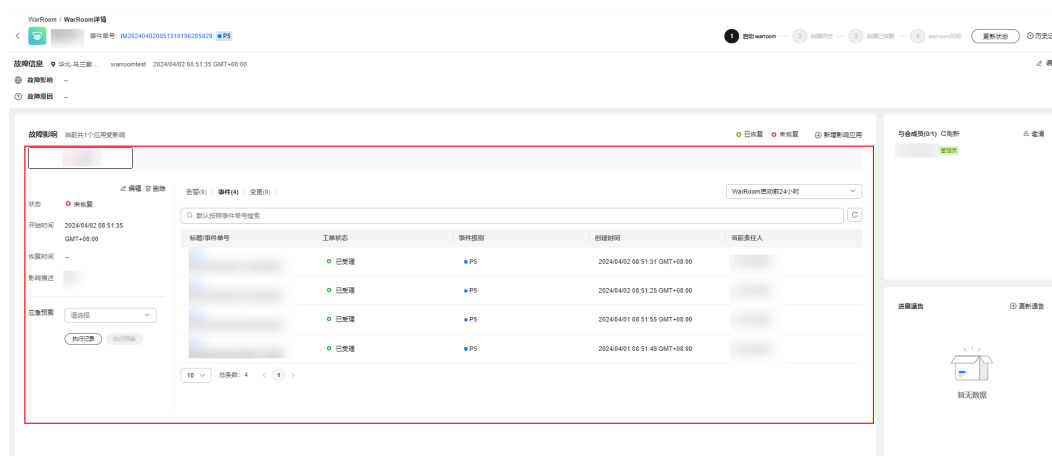 WarRoom / WarRoom详情
事件单号 IM20240402085131019628​5929 P5
1 启动 warroom 2 故障明定 3 故障已恢复 4 warroom关闭 更新状态 历史记
故障信息 华北-乌兰察... warroomtest 2024/04/02 08:51:35 GMT+08:00
故障影响 --
故障原因 --
故障影响 当前共1个应用受影响 已恢复 未恢复 新增影响应用
编辑 删除
状态 未恢复
开始时间 2024/04/02 08:51:35
GMT+08:00
恢复时间 --
影响描述
应急预案 请选择
执行记录 执行预案
告警(0) 事件(4) 变更(0) WarRoom启动前24小时
默认按照事件单号搜索
标题/事件单号 工单状态 事件级别 创建时间 当前责任人
已受理 P5 2024/04/02 08:51:31 GMT+08:00
已受理 P5 2024/04/02 08:51:25 GMT+08:00
已受理 P5 2024/04/01 08:51:55 GMT+08:00
已受理 P5 2024/04/01 08:51:49 GMT+08:00
10 总条数: 4 < 1 >
与会成员(0/1) 刷新 邀请
管理员
进展通告 更新通告
暂无数据